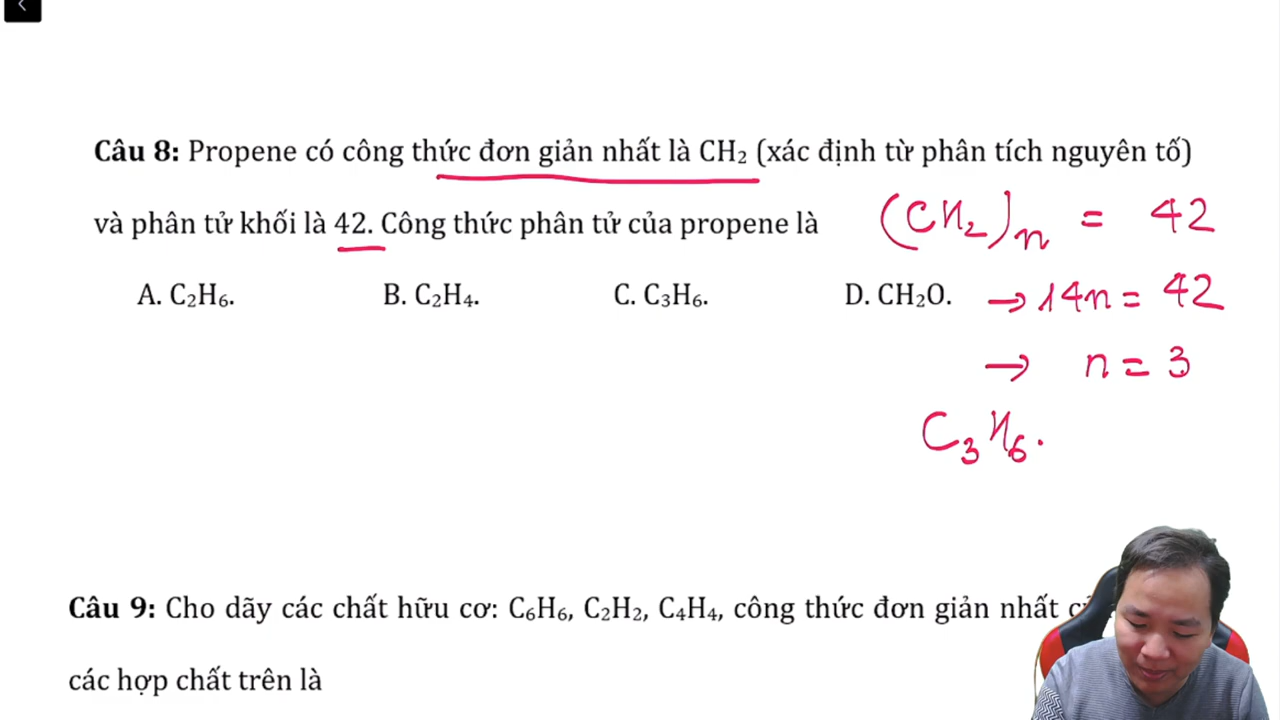 Câu 8: Propene có công thức đơn giản nhất là CH₂ (xác định từ phân tích nguyên tố)
và phân tử khối là 42. Công thức phân tử của propene là
(CH₂)ₙ = 42
A. C₂H₆. B. C₂H₄. C. C₃H₆. D. CH₂O.
→ 14n = 42
→ n = 3
C₃H₆.
Câu 9: Cho dãy các chất hữu cơ: C₆H₆, C₂H₂, C₄H₄, công thức đơn giản nhất
các hợp chất trên là